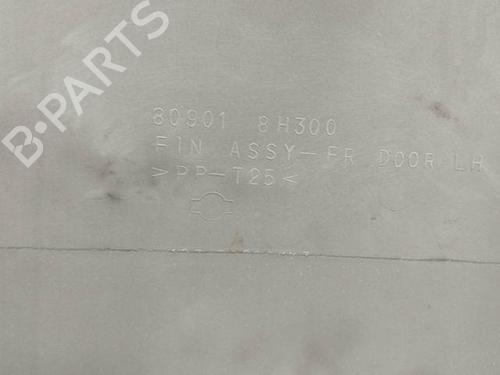 B-PARTS
80901 8H300
FIN ASSY-FR DOOR LH
>PP-T25<